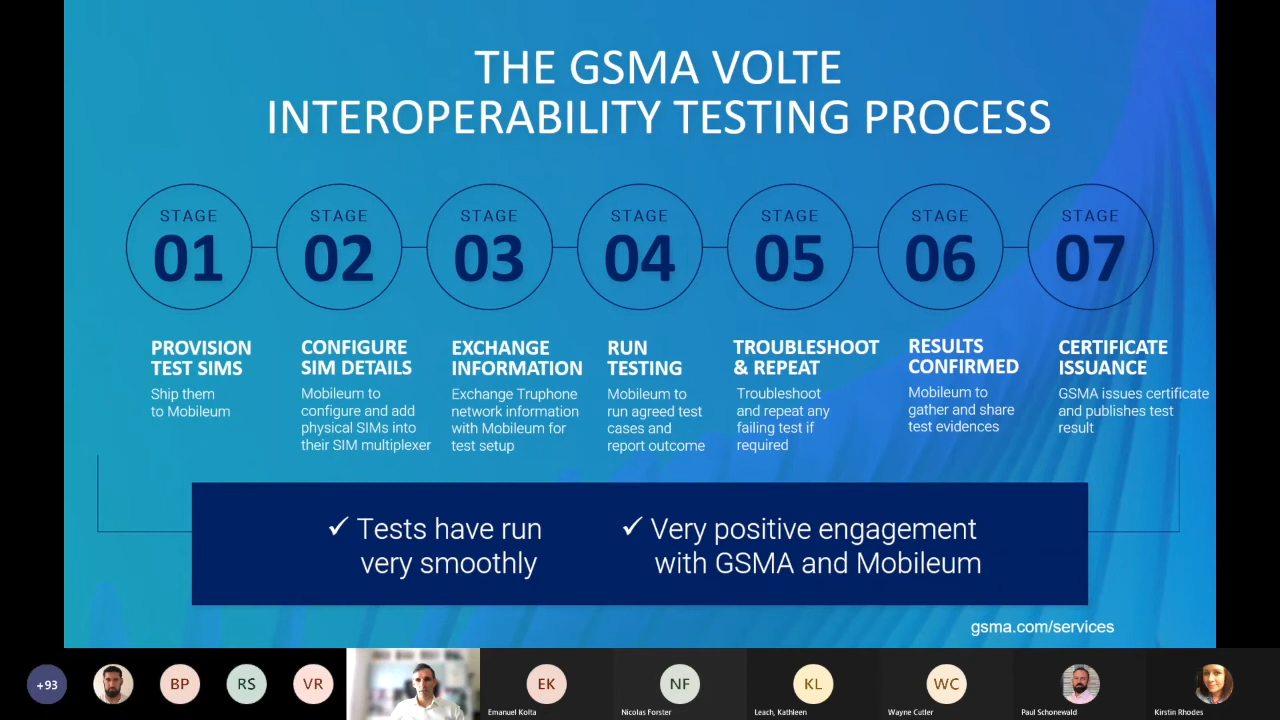 THE GSMA VOLTE
INTEROPERABILITY TESTING PROCESS
STAGE
01
STAGE
02
STAGE
03
STAGE
04
STAGE
05
STAGE
06
STAGE
07
PROVISION
TEST SIMS
Ship them
to Mobileum
CONFIGURE
SIM DETAILS
Mobileum to
configure and add
physical SIMs into
their SIM multiplexer
EXCHANGE
INFORMATION
Exchange Truphone
network information
with Mobileum for
test setup
RUN
TESTING
Mobileum to
run agreed test
cases and
report outcome
TROUBLESHOOT
& REPEAT
Troubleshoot
and repeat any
failing test if
required
RESULTS
CONFIRMED
Mobileum to
gather and share
test evidences
CERTIFICATE
ISSUANCE
GSMA issues certificate
and publishes test
result
✓ Tests have run
very smoothly
✓ Very positive engagement
with GSMA and Mobileum
gsma.com/services
+93
BP
RS
VR
EK
Emanuel Kolta
NF
Nicolas Forster
KL
Leach, Kathleen
WC
Wayne Cutler
Paul Schonewald
Kirstin Rhodes